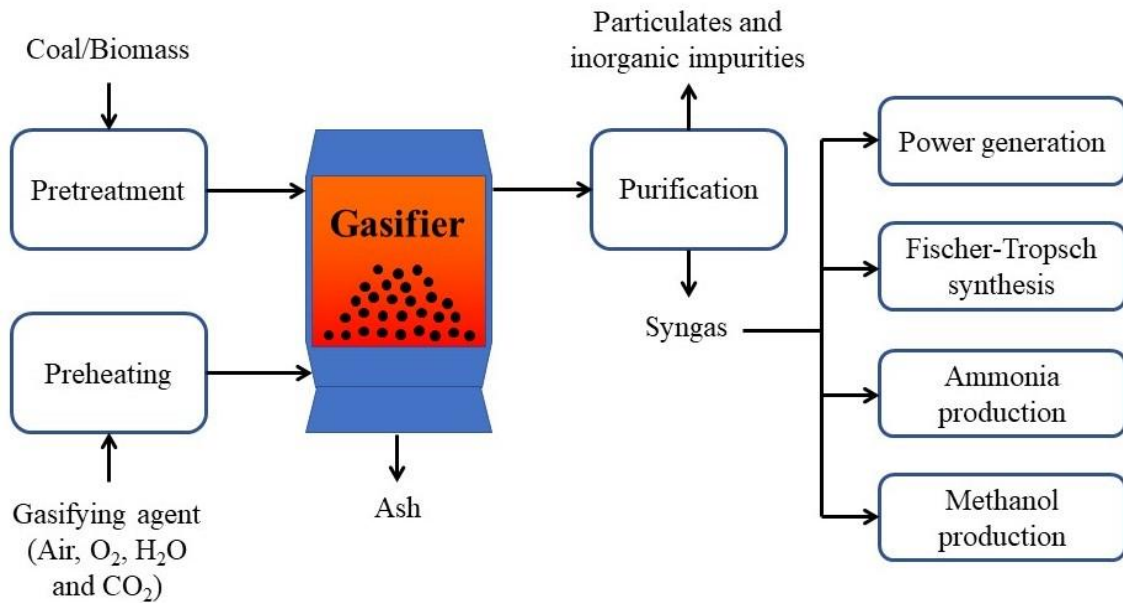 Coal/Biomass
Pretreatment
Preheating
Gasifying agent
(Air, O₂, H₂O
and CO₂)
Gasifier
Ash
Particulates and
inorganic impurities
Purification
Syngas
Power generation
Fischer-Tropsch
synthesis
Ammonia
production
Methanol
production